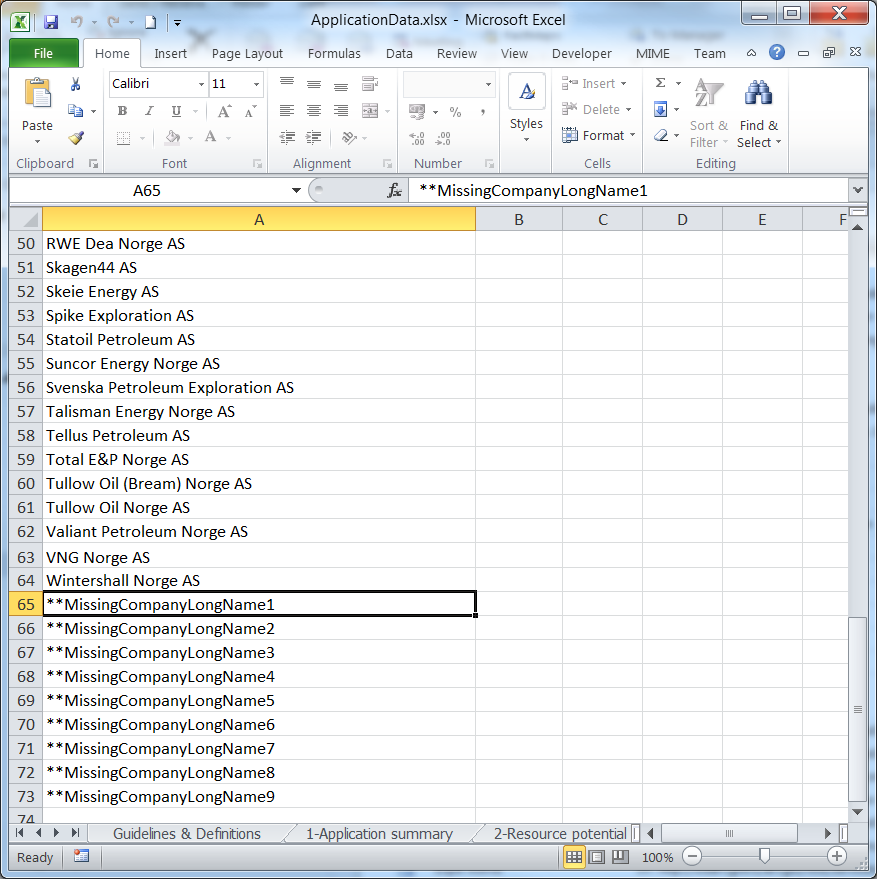 ApplicationData.xlsx - Microsoft Excel
File Home Insert Page Layout Formulas Data Review View Developer MIME Team
Calibri 11
Paste
B I U
A A
A
%
,
Styles
Insert
Delete
Format
Σ
Sort & Filter
Find & Select
Clipboard Font Alignment Number Cells Editing
A65 fx **MissingCompanyLongName1
A B C D E F
50 RWE Dea Norge AS
51 Skagen44 AS
52 Skeie Energy AS
53 Spike Exploration AS
54 Statoil Petroleum AS
55 Suncor Energy Norge AS
56 Svenska Petroleum Exploration AS
57 Talisman Energy Norge AS
58 Tellus Petroleum AS
59 Total E&P Norge AS
60 Tullow Oil (Bream) Norge AS
61 Tullow Oil Norge AS
62 Valiant Petroleum Norge AS
63 VNG Norge AS
64 Wintershall Norge AS
65 **MissingCompanyLongName1
66 **MissingCompanyLongName2
67 **MissingCompanyLongName3
68 **MissingCompanyLongName4
69 **MissingCompanyLongName5
70 **MissingCompanyLongName6
71 **MissingCompanyLongName7
72 **MissingCompanyLongName8
73 **MissingCompanyLongName9
74
Guidelines & Definitions 1-Application summary 2-Resource potential
Ready 100%